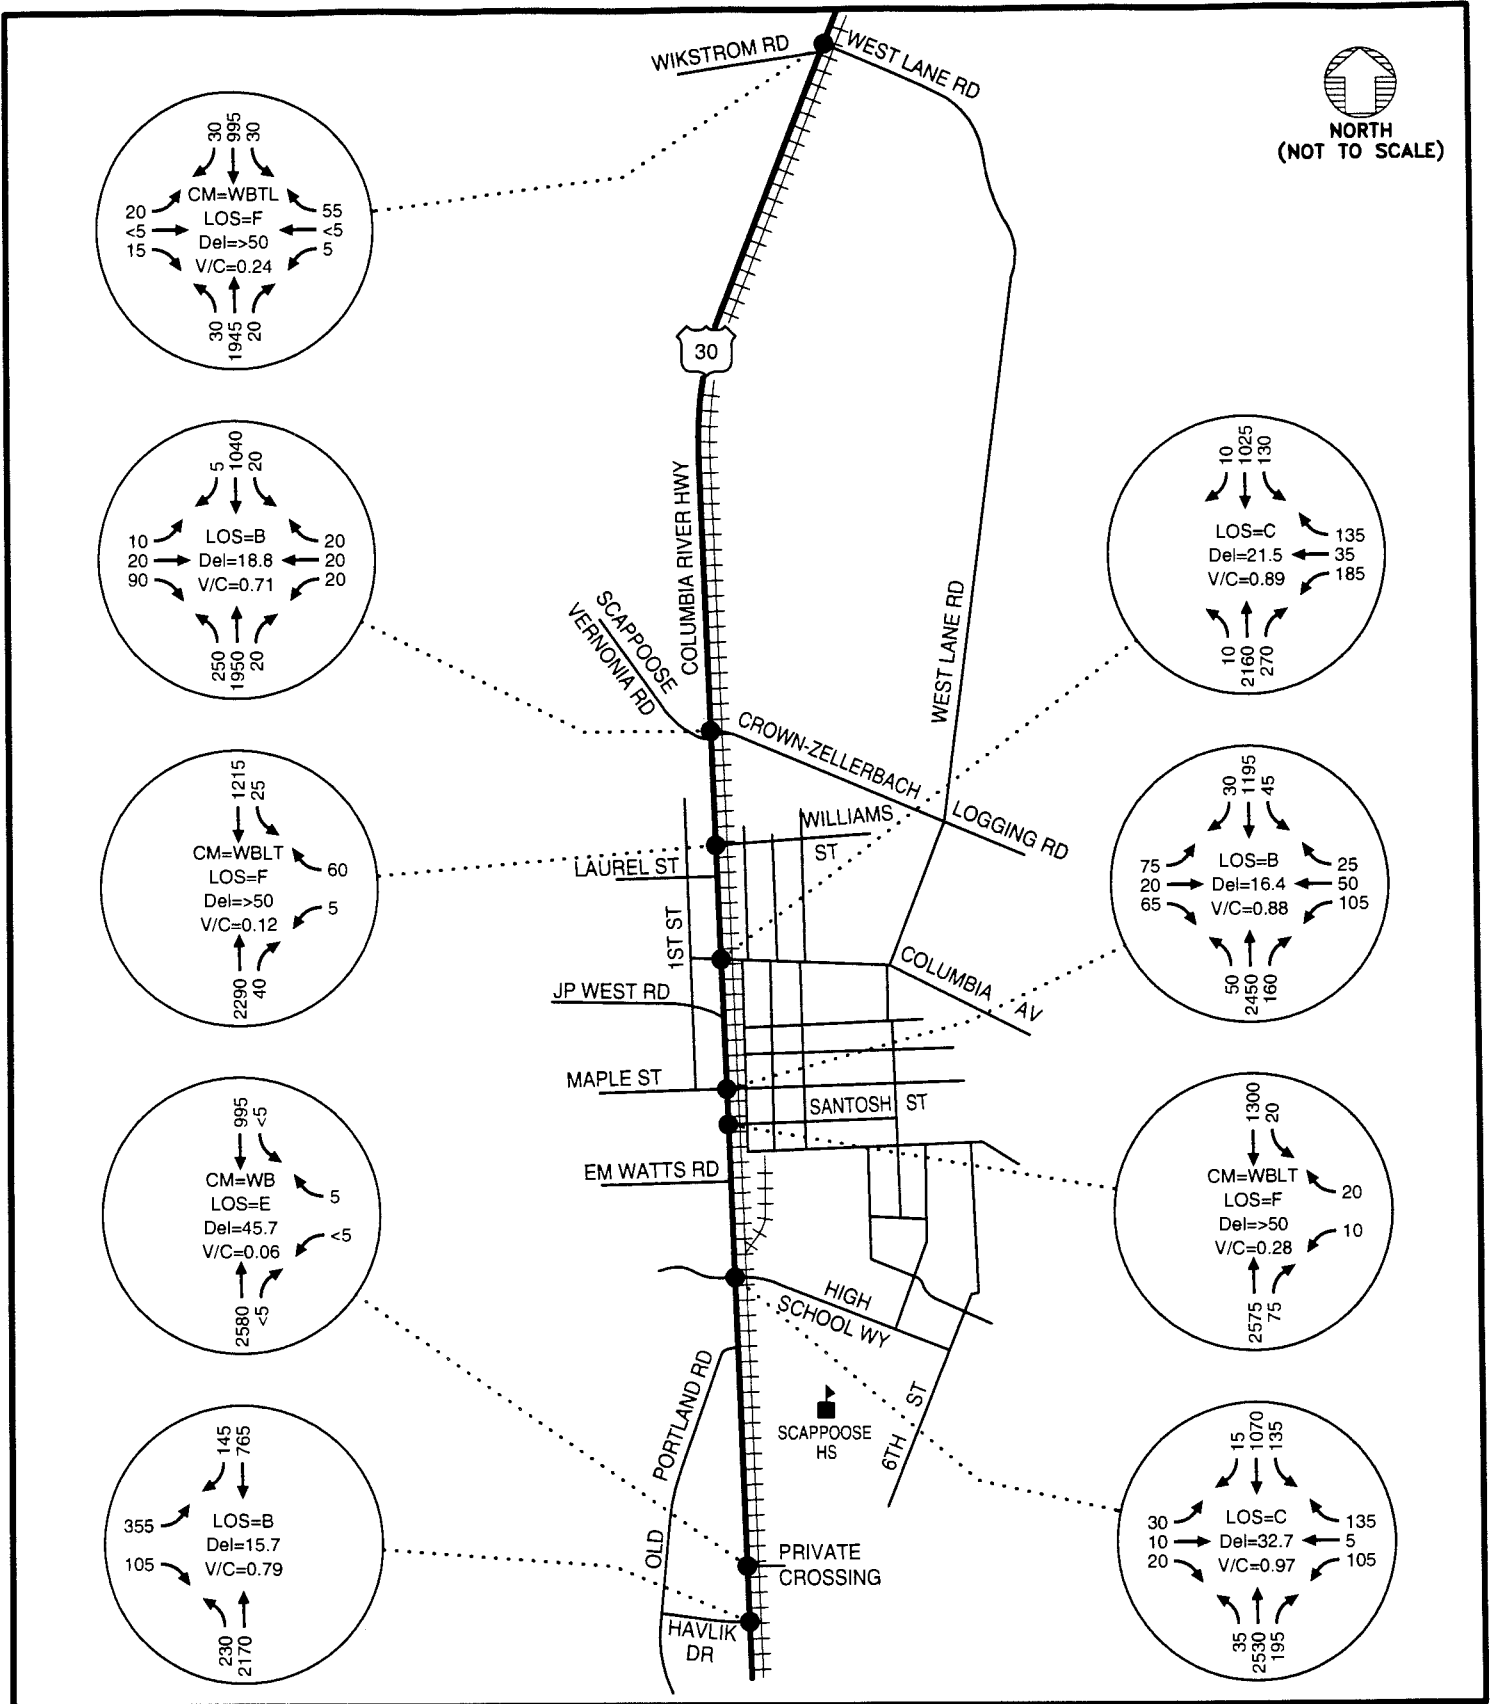 WIKSTROM RD
WEST LANE RD
NORTH
(NOT TO SCALE)
30
995
30
CM=WBTL
LOS=F
Del=>50
V/C=0.24
20
<5
15
55
<5
5
30
1945
20
30
COLUMBIA RIVER HWY
5
1040
20
LOS=B
Del=18.8
V/C=0.71
10
20
90
20
20
20
250
1950
20
10
1025
130
LOS=C
Del=21.5
V/C=0.89
135
35
185
10
2160
270
SCAPPOOSE
VERNONIA RD
WEST LANE RD
CROWN-ZELLERBACH
LOGGING RD
1215
25
CM=WBLT
LOS=F
Del=>50
V/C=0.12
60
5
2290
40
WILLIAMS
ST
LAUREL ST
1ST ST
30
1195
45
LOS=B
Del=16.4
V/C=0.88
75
20
65
25
50
105
50
2450
160
COLUMBIA
AV
JP WEST RD
MAPLE ST
SANTOSH ST
EM WATTS RD
995
<5
CM=WB
LOS=E
Del=45.7
V/C=0.06
5
<5
2580
<5
1300
20
CM=WBLT
LOS=F
Del=>50
V/C=0.28
20
10
2575
75
HIGH
SCHOOL WY
OLD PORTLAND RD
SCAPPOOSE
HS
6TH ST
145
765
LOS=B
Del=15.7
V/C=0.79
355
105
230
2170
PRIVATE
CROSSING
HAVLIK
DR
15
1070
135
LOS=C
Del=32.7
V/C=0.97
30
10
20
135
5
105
35
2530
195